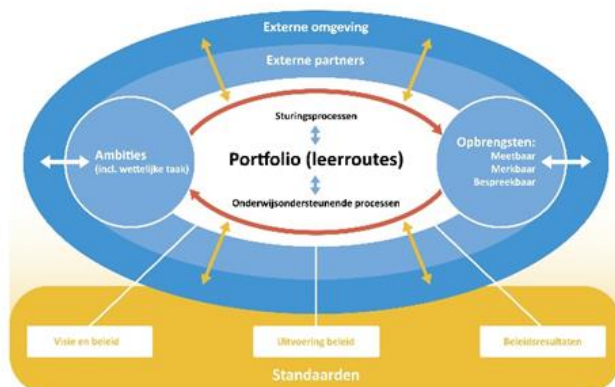 Externe omgeving
Externe partners
Sturingsprocessen
Ambities
(incl. wettelijke taak)
Portfolio (leerroutes)
Opbrengsten:
Meetbaar
Merkbaar
Bespreekbaar
Onderwijsondersteunende processen
Visie en beleid
Uitvoering beleid
Beleidsresultaten
Standaarden